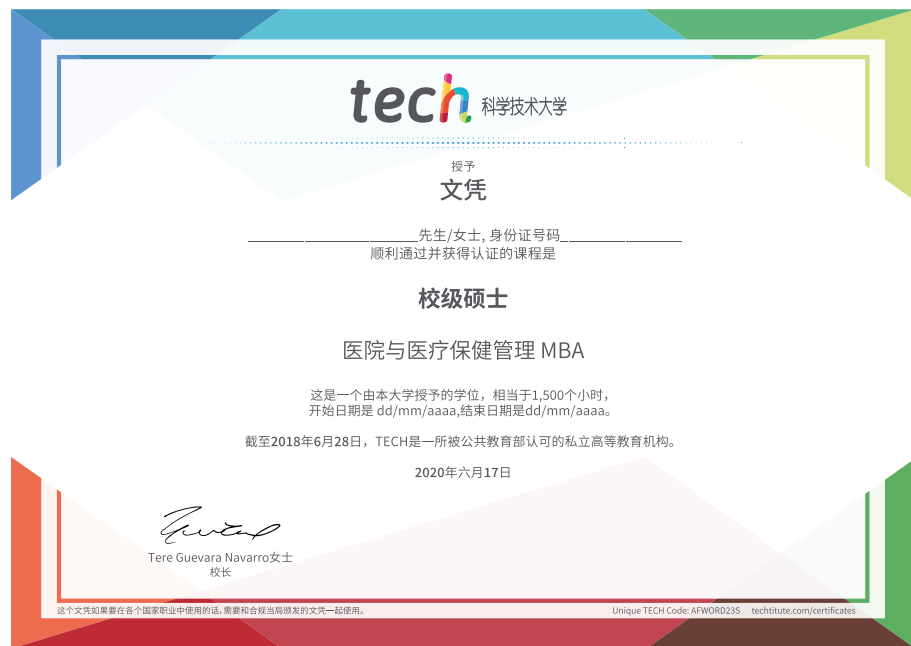 tech 科学技术大学
授予
文凭
________________________先生/女士, 身份证号码_________________
顺利通过并获得认证的课程是
校级硕士
医院与医疗保健管理 MBA
这是一个由本大学授予的学位，相当于1,500个小时，
开始日期是 dd/mm/aaaa,结束日期是dd/mm/aaaa。
截至2018年6月28日，TECH是一所被公共教育部认可的私立高等教育机构。
2020年六月17日
Tere Guevara Navarro女士
校长
这个文凭如果要在各个国家职业中使用的话,需要和合规当局颁发的文凭一起使用。
Unique TECH Code: AFWORD23S techtitute.com/certificates